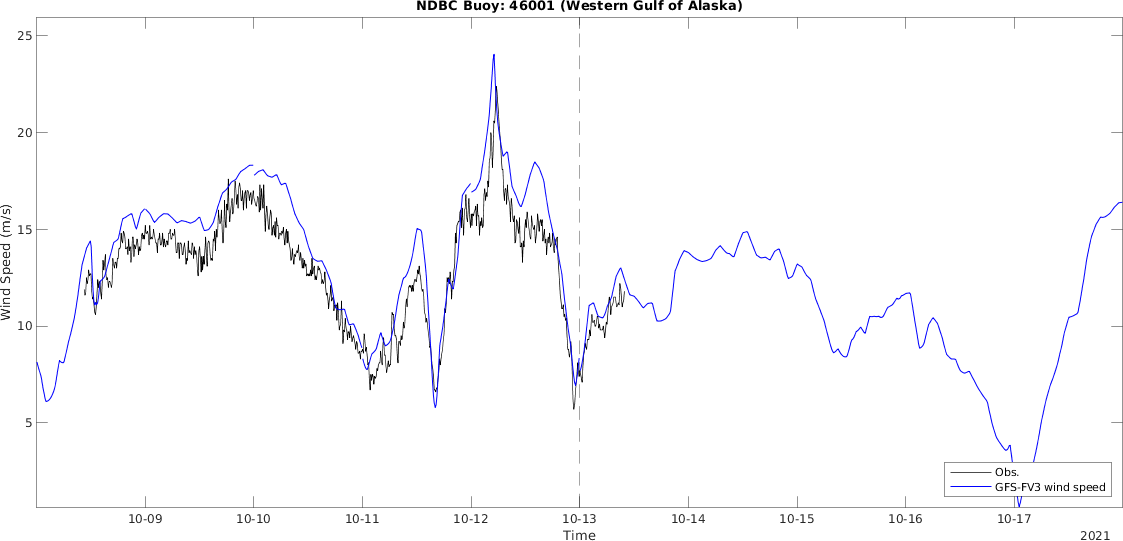 NDBC Buoy: 46001 (Western Gulf of Alaska)
25
20
15
10
5
Wind Speed (m/s)
Obs.
GFS-FV3 wind speed
10-09 10-10 10-11 10-12 10-13 10-14 10-15 10-16 10-17
Time
2021